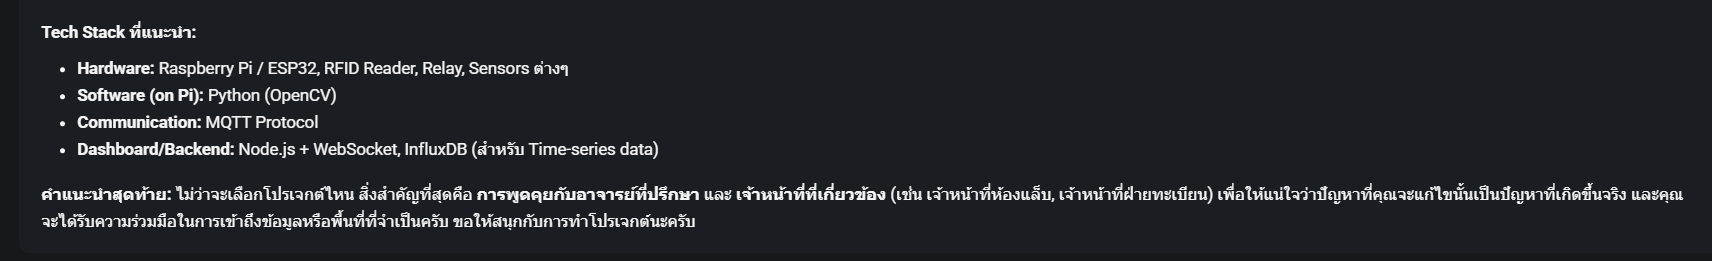 Tech Stack ที่แนะนำ:
• Hardware: Raspberry Pi / ESP32, RFID Reader, Relay, Sensors ต่างๆ
• Software (on Pi): Python (OpenCV)
• Communication: MQTT Protocol
• Dashboard/Backend: Node.js + WebSocket, InfluxDB (สำหรับ Time-series data)
คำแนะนำสุดท้าย: ไม่ว่าจะเลือกโปรเจกต์ไหน สิ่งสำคัญที่สุดคือ การพูดคุยกับอาจารย์ที่ปรึกษา และ เจ้าหน้าที่ที่เกี่ยวข้อง (เช่น เจ้าหน้าที่ห้องแล็บ, เจ้าหน้าที่ฝ่ายทะเบียน) เพื่อให้แน่ใจว่าปัญหาที่คุณจะแก้ไขนั้นเป็นปัญหาที่เกิดขึ้นจริง และคุณ
จะได้รับความร่วมมือในการเข้าถึงข้อมูลหรือพื้นที่ที่จำเป็นครับ ขอให้สนุกกับการทำโปรเจกต์นะครับ